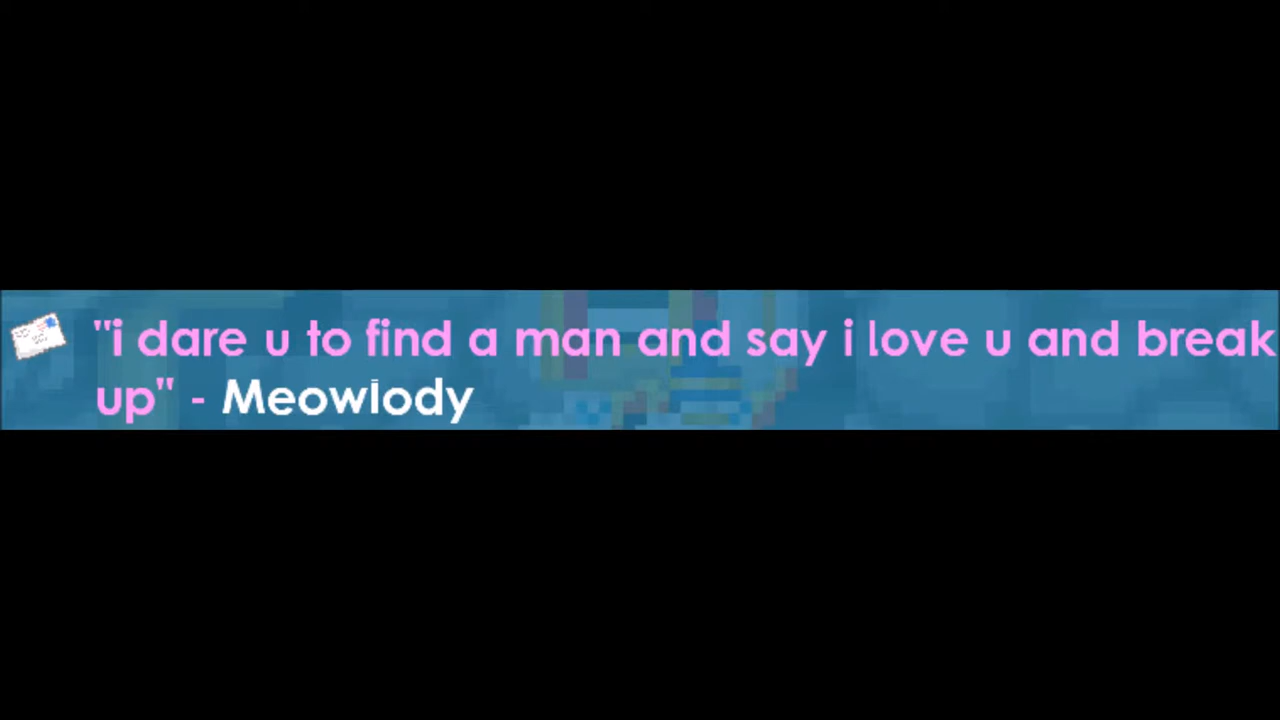 "i dare u to find a man and say i love u and break
up" - Meowlody